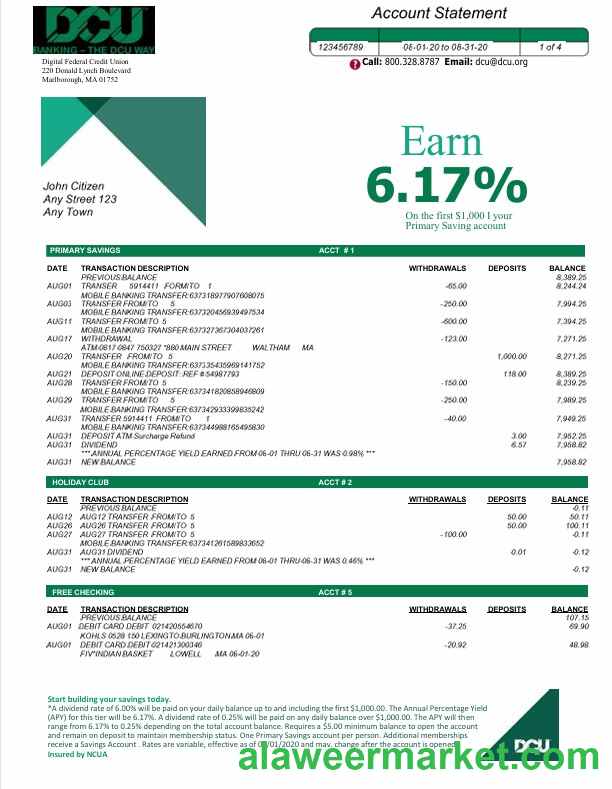 DCU
BANKING – THE DCU WAY
Account Statement
123456789 08-01-20 to 08-31-20 1 of 4
Digital Federal Credit Union
220 Donald Lynch Boulevard
Marlborough, MA 01752
? Call: 800.328.8787 Email: dcu@dcu.org
Earn
6.17%
On the first $1,000 I your
Primary Saving account
John Citizen
Any Street 123
Any Town
PRIMARY SAVINGS ACCT # 1
DATE TRANSACTION DESCRIPTION WITHDRAWALS DEPOSITS BALANCE
PREVIOUS BALANCE 8,389.25
AUG01 TRANSER 5914411 FORM/TO 1 -65.00 8,244.24
MOBILE BANKING TRANSFER:637318977907608075
AUG03 TRANSFER FROM/TO 5 -250.00 7,994.25
MOBILE BANKING TRANSFER:637320456939497534
AUG11 TRANSFER FROM/TO 5 -600.00 7,394.25
MOBILE BANKING TRANSFER:637327367304037261
AUG17 WITHDRAWAL -123.00 7,271.25
ATM 0817 0847 750327 *880 MAIN STREET WALTHAM MA
AUG20 TRANSFER FROM/TO 5 1,000.00 -8,271.25
MOBILE BANKING TRANSFER:637335435969141752
AUG21 DEPOSIT ONLINE DEPOSIT: REF # 54987793 118.00 8,389.25
AUG28 TRANSFER FROM/TO 5 -150.00 8,239.25
MOBILE BANKING TRANSFER:637341820858946809
AUG29 TRANSFER FROM/TO 5 -250.00 7,989.25
MOBILE BANKING TRANSFER:637342933399835242
AUG31 TRANSFER 5914411 FROM/TO 1 -40.00 7,949.25
MOBILE BANKING TRANSFER:637344988165495830
AUG31 DEPOSIT ATM Surcharge Refund 3.00 7,952.25
AUG31 DIVIDEND 6.57 7,958.82
*** ANNUAL PERCENTAGE YIELD EARNED FROM 06-01 THRU 06-31 WAS 0.98% ***
AUG31 NEW BALANCE 7,958.82
HOLIDAY CLUB ACCT # 2
DATE TRANSACTION DESCRIPTION WITHDRAWALS DEPOSITS BALANCE
PREVIOUS BALANCE -0.11
AUG12 AUG12 TRANSFER FROM/TO 5 50.00 50.11
AUG26 AUG26 TRANSFER FROM/TO 5 50.00 100.11
AUG27 AUG27 TRANSFER FROM/TO 5 -100.00 -0.11
MOBILE BANKING TRANSFER:637341261589833652
AUG31 AUG31 DIVIDEND 0.01 -0.12
*** ANNUAL PERCENTAGE YIELD EARNED FROM 06-01 THRU 06-31 WAS 0.46% ***
AUG31 NEW BALANCE -0.12
FREE CHECKING ACCT # 5
DATE TRANSACTION DESCRIPTION WITHDRAWALS DEPOSITS BALANCE
PREVIOUS BALANCE 107.15
AUG01 DEBIT CARD DEBIT 021420554670 -37.25 69.90
KOHLS 0528 150 LEXINGTO BURLINGTON MA 06-01
AUG01 DEBIT CARD DEBIT 021421300346 -20.92 48.98
FIV*INDIAN BASKET LOWELL MA 06-01-20
Start building your savings today.
*A dividend rate of 6.00% will be paid on your daily balance up to and including the first $1,000.00. The Annual Percentage Yield
(APY) for this tier will be 6.17%. A dividend rate of 0.25% will be paid on any daily balance over $1,000.00. The APY will then
range from 6.17% to 0.25% depending on the total account balance. Requires a $5.00 minimum balance to open the account
and remain on deposit to maintain membership status. One Primary Savings account per person. Additional memberships
receive a Savings Account . Rates are variable, effective as of 01/01/2020 and may, change after the account is opened.
Insured by NCUA
DCU
alaweermarket.com